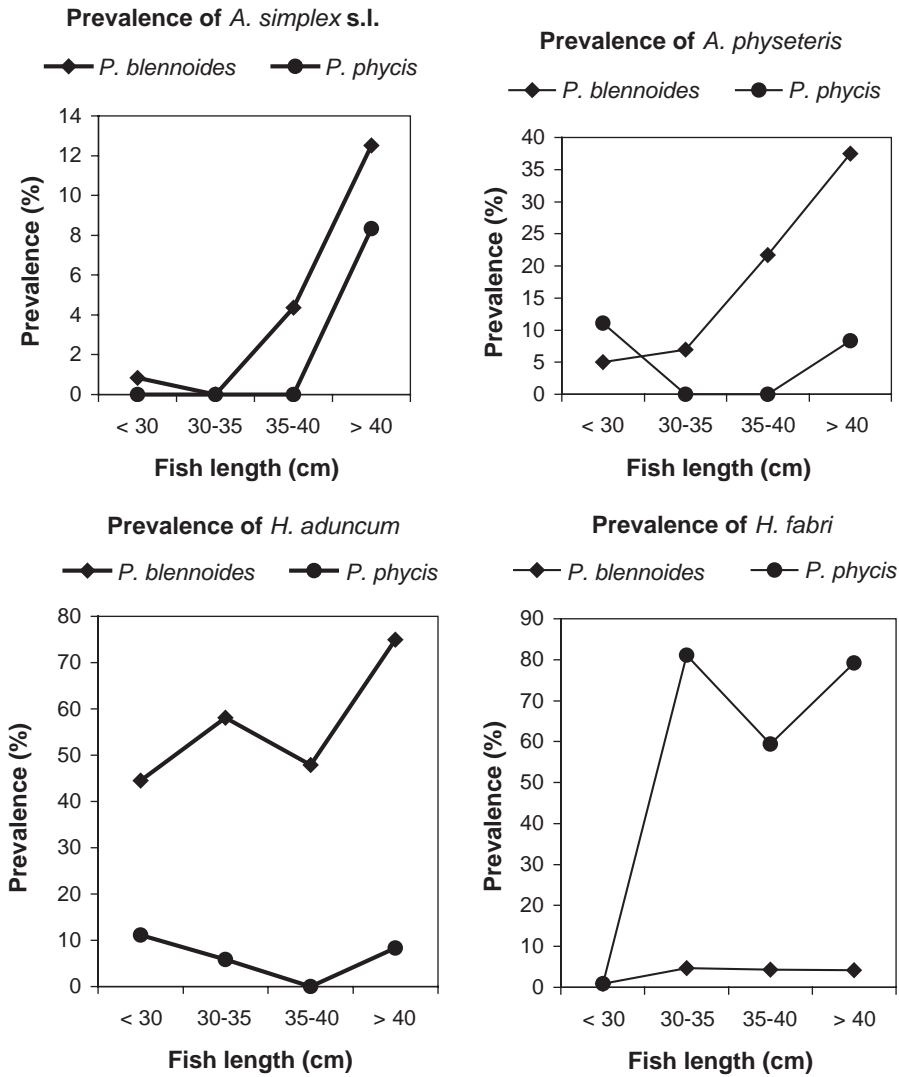 Prevalence of A. simplex s.l.
P. blennoides P. phycis
14
12
10
8
6
4
2
0
Prevalence (%)
< 30 30-35 35-40 > 40
Fish length (cm)
Prevalence of A. physeteris
P. blennoides P. phycis
40
35
30
25
20
15
10
5
0
Prevalence (%)
< 30 30-35 35-40 > 40
Fish length (cm)
Prevalence of H. aduncum
P. blennoides P. phycis
80
70
60
50
40
30
20
10
0
Prevalence (%)
< 30 30-35 35-40 > 40
Fish length (cm)
Prevalence of H. fabri
P. blennoides P. phycis
90
80
70
60
50
40
30
20
10
0
Prevalence (%)
< 30 30-35 35-40 > 40
Fish length (cm)